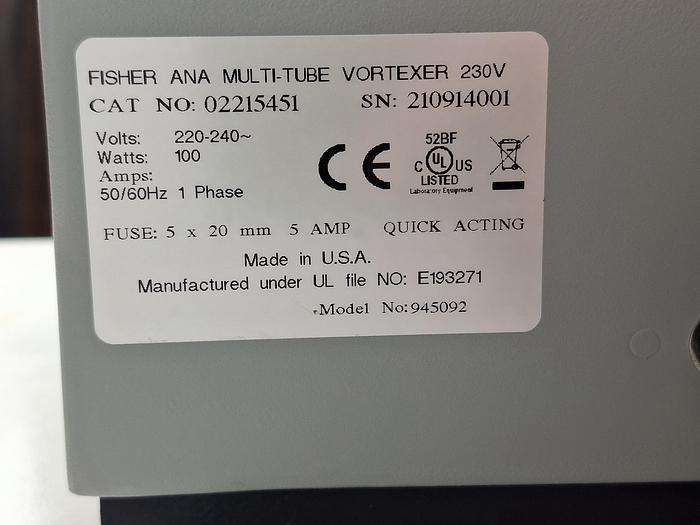 FISHER ANA MULTI-TUBE VORTEXER 230V
CAT NO: 02215451 SN: 210914001
Volts: 220-240~
Watts: 100
Amps:
50/60Hz 1 Phase
CE
52BF
C UL US
LISTED
Laboratory Equipment
FUSE: 5 x 20 mm 5 AMP QUICK ACTING
Made in U.S.A.
Manufactured under UL file NO: E193271
Model No:945092